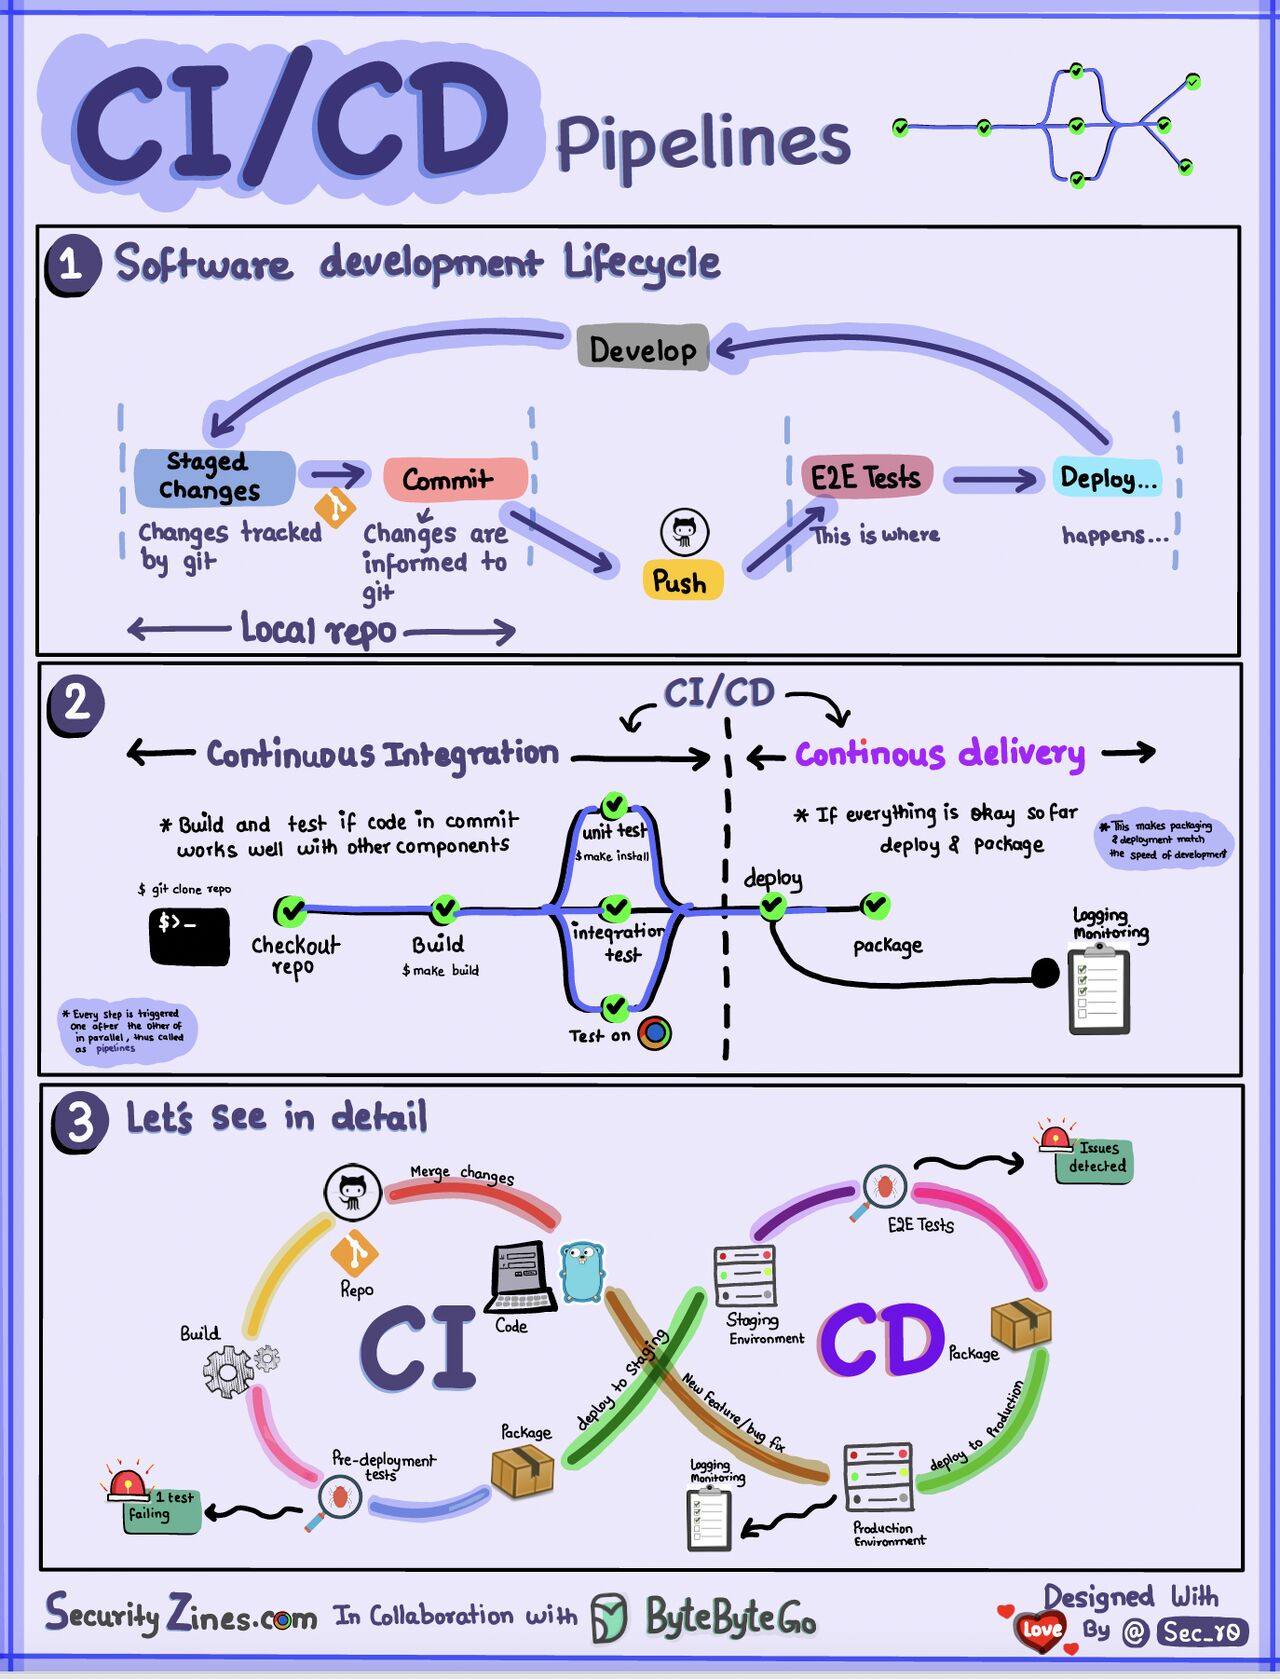 CI/CD Pipelines
1 Software development Lifecycle
Develop
Staged
Changes
Commit
E2E Tests
Deploy...
Changes tracked
by git
Changes are
informed to
git
Push
This is where
happens...
Local repo
2
CI/CD
Continuous Integration
Continous delivery
* Build and test if code in commit
works well with other components
* If everything is okay so far
deploy & package
* This makes packaging
& deployment match
the speed of development
$ git clone repo
$>_
Checkout
repo
Build
$ make build
unit test
$ make install
integration
test
Test on
deploy
package
Logging
Monitoring
* Every step is triggered
one after the other of
in parallel, thus called
as pipelines
3 Let's see in detail
Merge changes
Repo
Code
Build
CI
Pre-deployment
tests
1 test
failing
Package
deploy to Staging
New feature/bug fix
Staging
Environment
E2E Tests
Issues
detected
CD
Package
deploy to Production
Production
Environment
Logging
Monitoring
SecurityZines.com In Collaboration with ByteByteGo
Designed With
Love By @ Sec_r0